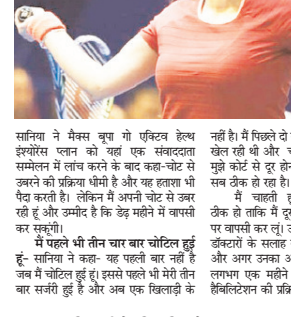 सानिया ने मैक्स बूपा गो एक्टिव हेल्थ
इंश्योरेंस प्लान को यहां एक संवाददाता
सम्मेलन में लांच करने के बाद कहा-चोट से
उबरने की प्रक्रिया धीमी है और यह हताशा भी
पैदा करती है। लेकिन मैं अपनी चोट से उबर
रही हूं और उम्मीद है कि डेढ़ महीने में वापसी
कर सकूंगी।
मैं पहले भी तीन चार बार चोटिल हुई
हूं- सानिया ने कहा- यह पहली बार नहीं है
जब मैं चोटिल हुई हूं। इससे पहले भी मेरी तीन
बार सर्जरी हुई है और अब एक खिलाड़ी के
नहीं है। मैं पिछले दो
खेल रही थी और
मुझे कोर्ट से दूर
सब ठीक हो रहा है।
मैं चाहती
ठीक हो ताकि मैं
पर वापसी कर लूं।
डॉक्टरों के सलाह
और अगर उनका
लगभग एक महीने